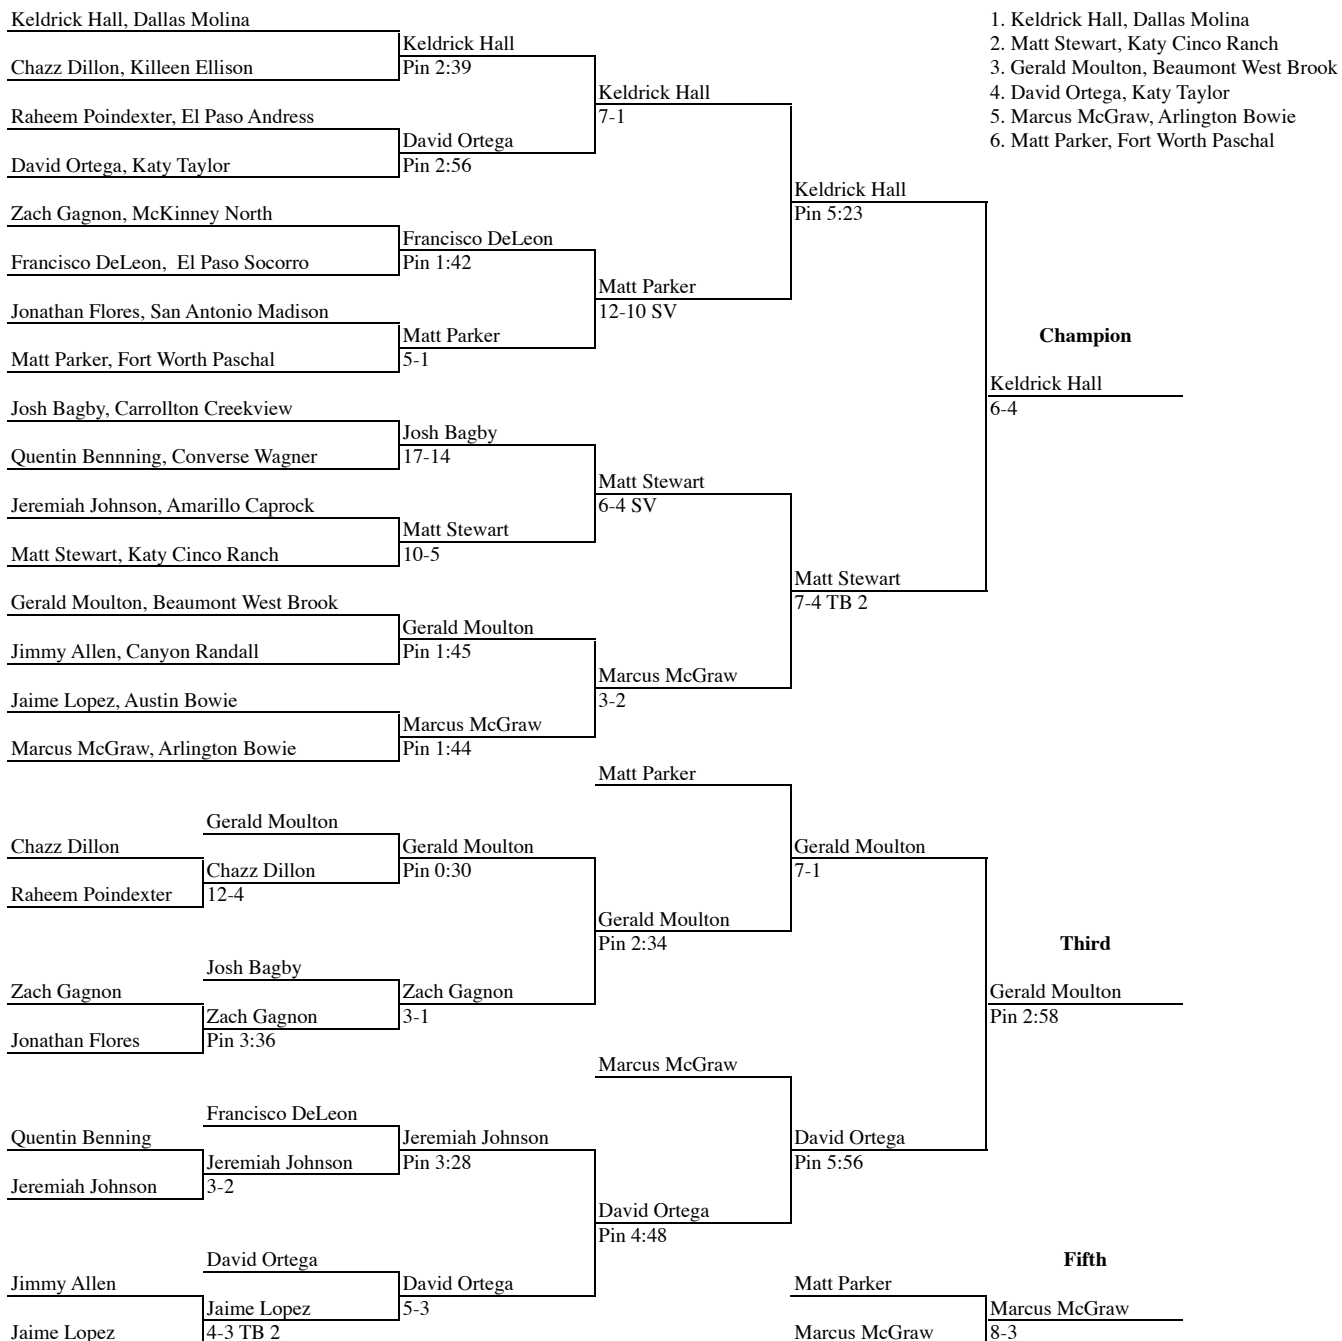 Keldrick Hall, Dallas Molina
Keldrick Hall
Chazz Dillon, Killeen Ellison
Pin 2:39
Keldrick Hall
Raheem Poindexter, El Paso Andress
7-1
David Ortega
David Ortega, Katy Taylor
Pin 2:56
Keldrick Hall
Zach Gagnon, McKinney North
Pin 5:23
Francisco DeLeon
Francisco DeLeon,  El Paso Socorro
Pin 1:42
Matt Parker
Jonathan Flores, San Antonio Madison
12-10 SV
Matt Parker
Matt Parker, Fort Worth Paschal
5-1
Josh Bagby, Carrollton Creekview
Josh Bagby
Quentin Bennning, Converse Wagner
17-14
Matt Stewart
Jeremiah Johnson, Amarillo Caprock
6-4 SV
Matt Stewart
Matt Stewart, Katy Cinco Ranch
10-5
Matt Stewart
Gerald Moulton, Beaumont West Brook
7-4 TB 2
Gerald Moulton
Jimmy Allen, Canyon Randall
Pin 1:45
Marcus McGraw
Jaime Lopez, Austin Bowie
3-2
Marcus McGraw
Marcus McGraw, Arlington Bowie
Pin 1:44
1. Keldrick Hall, Dallas Molina
2. Matt Stewart, Katy Cinco Ranch
3. Gerald Moulton, Beaumont West Brook
4. David Ortega, Katy Taylor
5. Marcus McGraw, Arlington Bowie
6. Matt Parker, Fort Worth Paschal
Champion
Keldrick Hall
6-4
Matt Parker
Gerald Moulton
Chazz Dillon
Gerald Moulton
Gerald Moulton
Chazz Dillon
Pin 0:30
7-1
Raheem Poindexter
12-4
Gerald Moulton
Pin 2:34
Third
Josh Bagby
Zach Gagnon
Zach Gagnon
Gerald Moulton
Zach Gagnon
3-1
Pin 2:58
Jonathan Flores
Pin 3:36
Marcus McGraw
Francisco DeLeon
Quentin Benning
Jeremiah Johnson
David Ortega
Jeremiah Johnson
Pin 3:28
Pin 5:56
Jeremiah Johnson
3-2
David Ortega
Pin 4:48
David Ortega
Fifth
Jimmy Allen
David Ortega
Matt Parker
Jaime Lopez
5-3
Marcus McGraw
Jaime Lopez
4-3 TB 2
Marcus McGraw
8-3